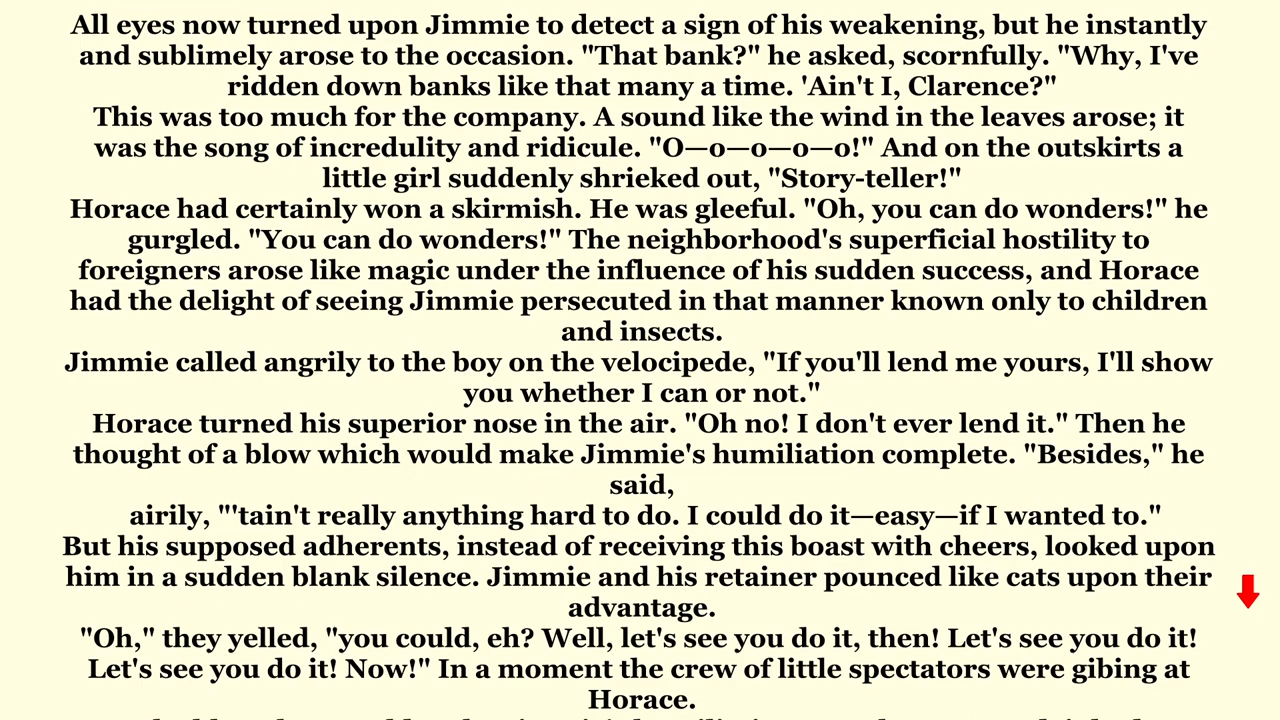 All eyes now turned upon Jimmie to detect a sign of his weakening, but he instantly
and sublimely arose to the occasion. "That bank?" he asked, scornfully. "Why, I've
ridden down banks like that many a time. 'Ain't I, Clarence?"
This was too much for the company. A sound like the wind in the leaves arose; it
was the song of incredulity and ridicule. "O—o—o—o—o!" And on the outskirts a
little girl suddenly shrieked out, "Story-teller!"
Horace had certainly won a skirmish. He was gleeful. "Oh, you can do wonders!" he
gurgled. "You can do wonders!" The neighborhood's superficial hostility to
foreigners arose like magic under the influence of his sudden success, and Horace
had the delight of seeing Jimmie persecuted in that manner known only to children
and insects.
Jimmie called angrily to the boy on the velocipede, "If you'll lend me yours, I'll show
you whether I can or not."
Horace turned his superior nose in the air. "Oh no! I don't ever lend it." Then he
thought of a blow which would make Jimmie's humiliation complete. "Besides," he
said,
airily, "'tain't really anything hard to do. I could do it—easy—if I wanted to."
But his supposed adherents, instead of receiving this boast with cheers, looked upon
him in a sudden blank silence. Jimmie and his retainer pounced like cats upon their
advantage.
"Oh," they yelled, "you could, eh? Well, let's see you do it, then! Let's see you do it!
Let's see you do it! Now!" In a moment the crew of little spectators were gibing at
Horace.